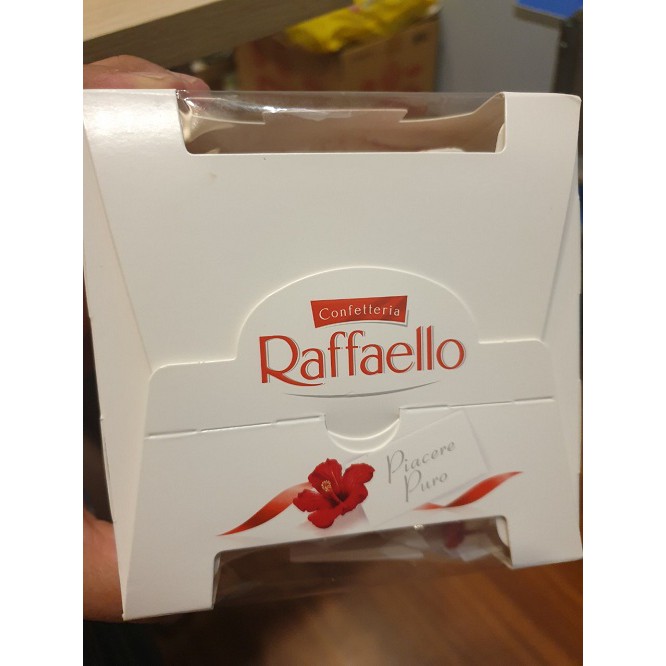 Confetteria
Raffaello
Piacere
Puro